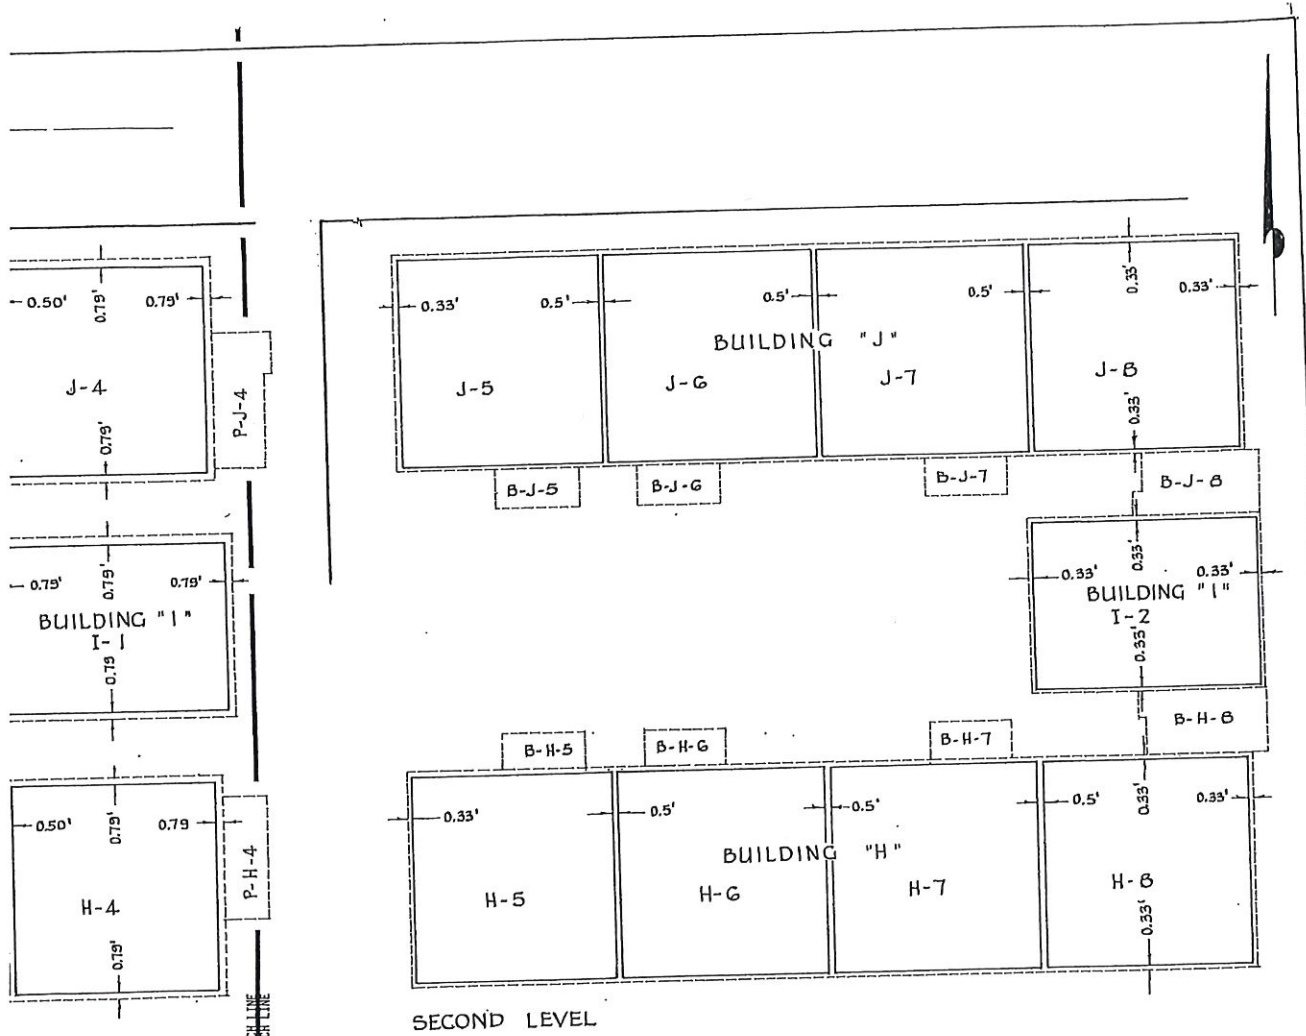 0.50'
0.79'
0.79'
J-4
0.79'
P-J-4
0.33'
0.5'
0.5'
0.5'
0.33'
0.33'
BUILDING "J"
J-5
J-6
J-7
J-8
0.33'
B-J-5
B-J-6
B-J-7
B-J-8
0.79'
0.79'
0.79'
BUILDING "I"
I-1
0.79
0.33'
0.33'
0.33'
BUILDING "I"
I-2
0.33'
B-H-5
B-H-6
B-H-7
B-H-8
0.50'
0.79'
0.79
H-4
0.79'
P-H-4
0.33'
0.5'
0.5'
0.5'
0.33'
0.33'
BUILDING "H"
H-5
H-6
H-7
H-8
0.33'
SECOND LEVEL
CH LINE
CH LINE